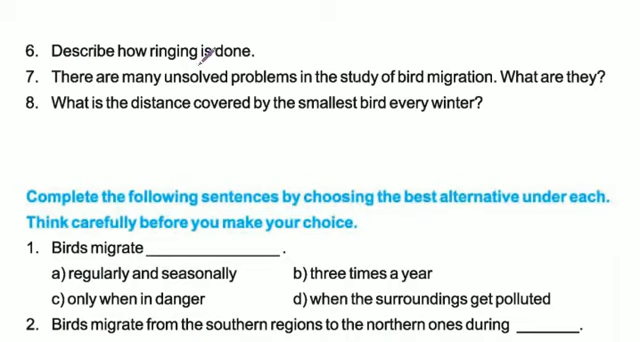 6. Describe how ringing is done.
7. There are many unsolved problems in the study of bird migration. What are they?
8. What is the distance covered by the smallest bird every winter?
Complete the following sentences by choosing the best alternative under each.
Think carefully before you make your choice.
1. Birds migrate ________________.
a) regularly and seasonally b) three times a year
c) only when in danger d) when the surroundings get polluted
2. Birds migrate from the southern regions to the northern ones during _______.